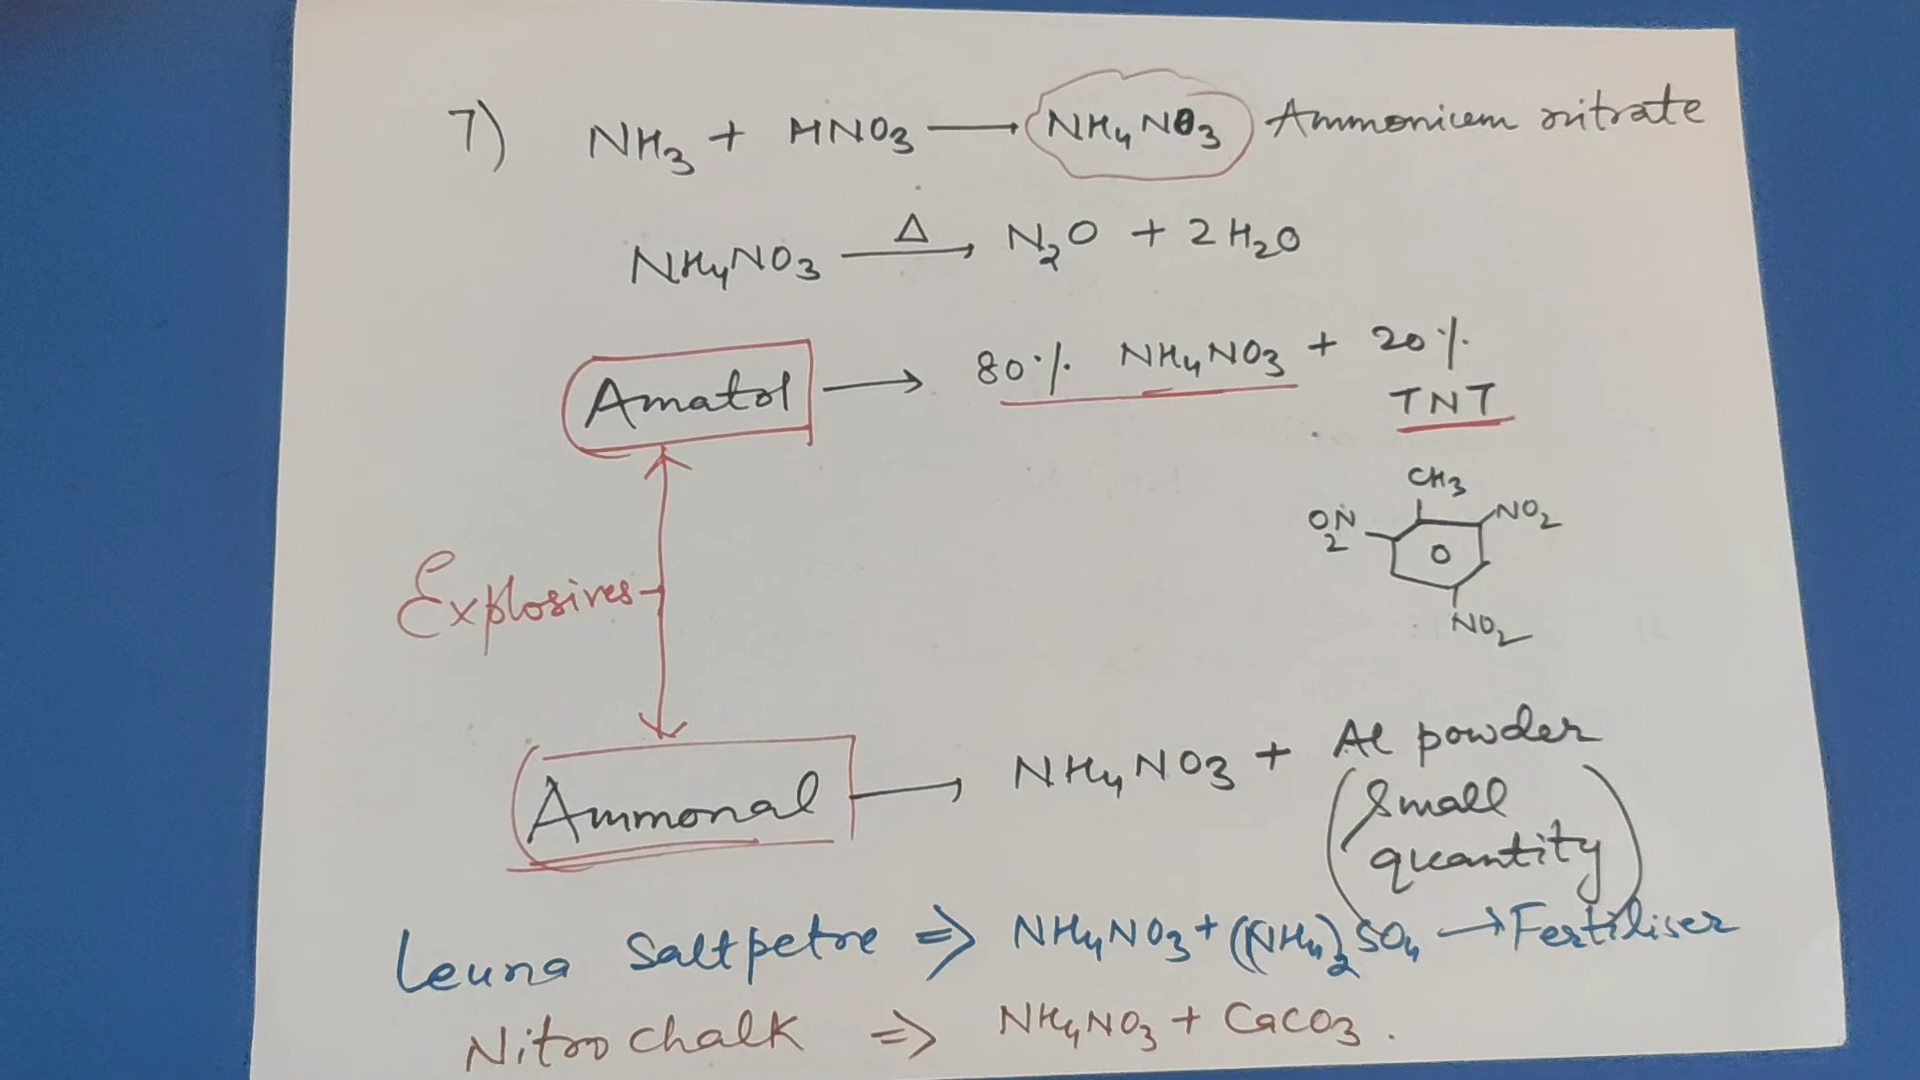 7) NH₃ + HNO₃ ⟶ NH₄NO₃ Ammonium nitrate
NH₄NO₃ —Δ→ N₂O + 2H₂O
Amatol ⟶ 80% NH₄NO₃ + 20%
TNT
CH₃
O₂N NO₂
NO₂
Explosives
Ammonal ⟶ NH₄NO₃ + Al powder
(Small
quantity)
Leuna Saltpetre ⇒ NH₄NO₃ + (NH₄)₂SO₄ → Fertiliser
Nitro chalk ⇒ NH₄NO₃ + CaCO₃.